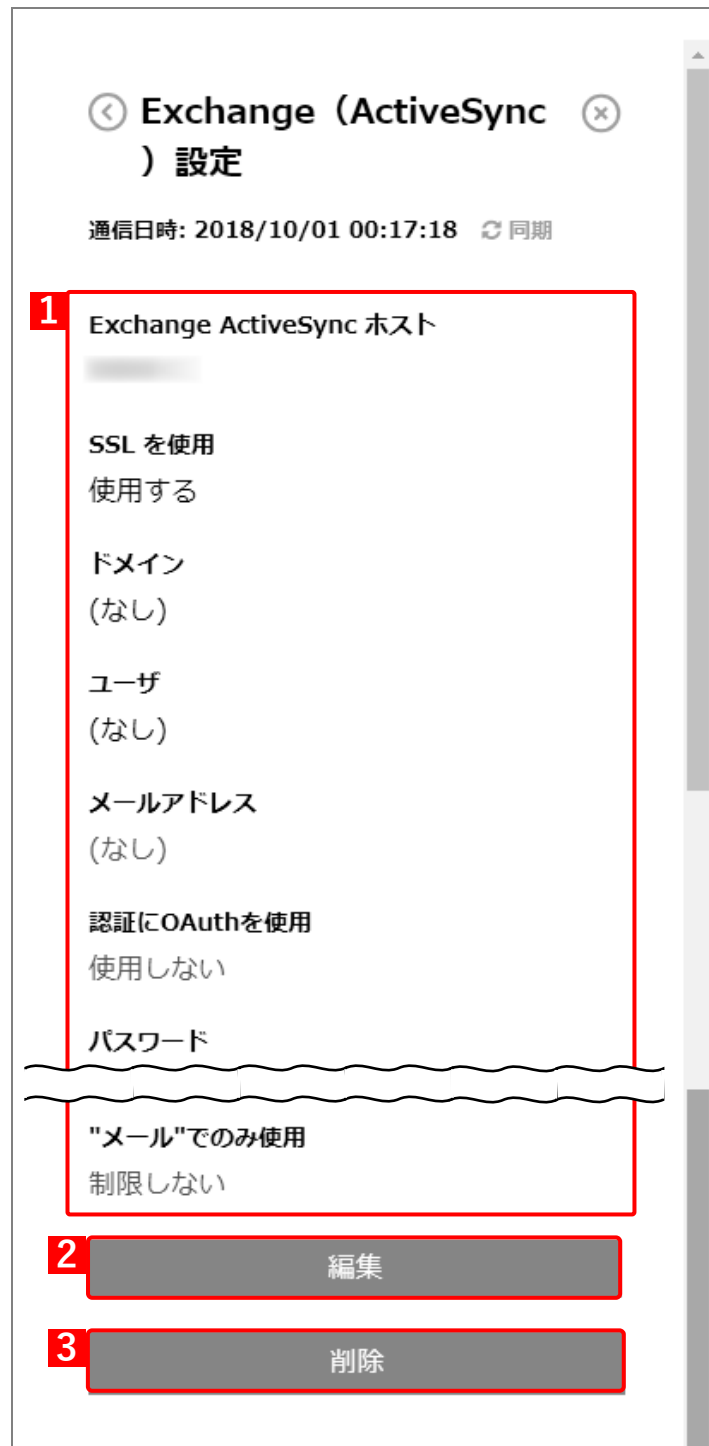 Exchange（ActiveSync
）設定
通信日時: 2018/10/01 00:17:18 同期
1
Exchange ActiveSync ホスト
SSL を使用
使用する
ドメイン
(なし)
ユーザ
(なし)
メールアドレス
(なし)
認証にOAuthを使用
使用しない
パスワード
"メール"でのみ使用
制限しない
2
編集
3
削除